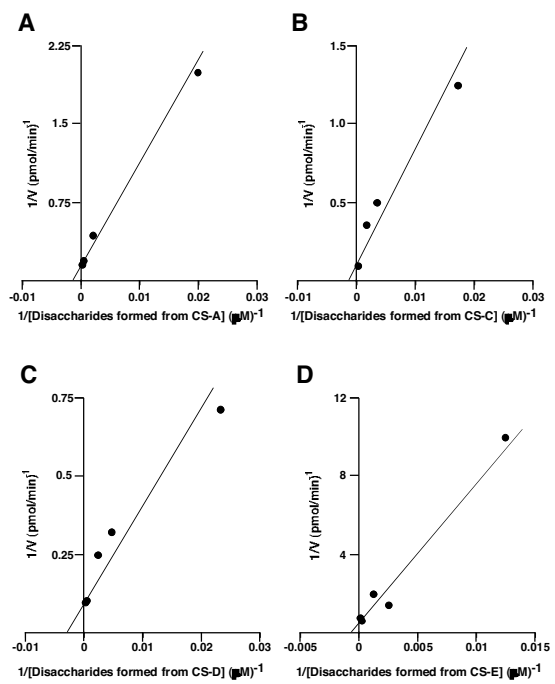 A
2.25
1.5
0.75
1/V (pmol/min)-1
-0.01 0 0.01 0.02 0.03
1/[Disaccharides formed from CS-A] (μM)-1
B
1.5
1.0
0.5
1/V (pmol/min)-1
-0.01 0 0.01 0.02 0.03
1/[Disaccharides formed from CS-C] (μM)-1
C
0.75
0.5
0.25
1/V (pmol/min)-1
-0.01 0 0.01 0.02 0.03
1/[Disaccharides formed from CS-D] (μM)-1
D
12
8
4
1/V (pmol/min)-1
-0.005 0 0.005 0.01 0.015
1/[Disaccharides formed from CS-E] (μM)-1